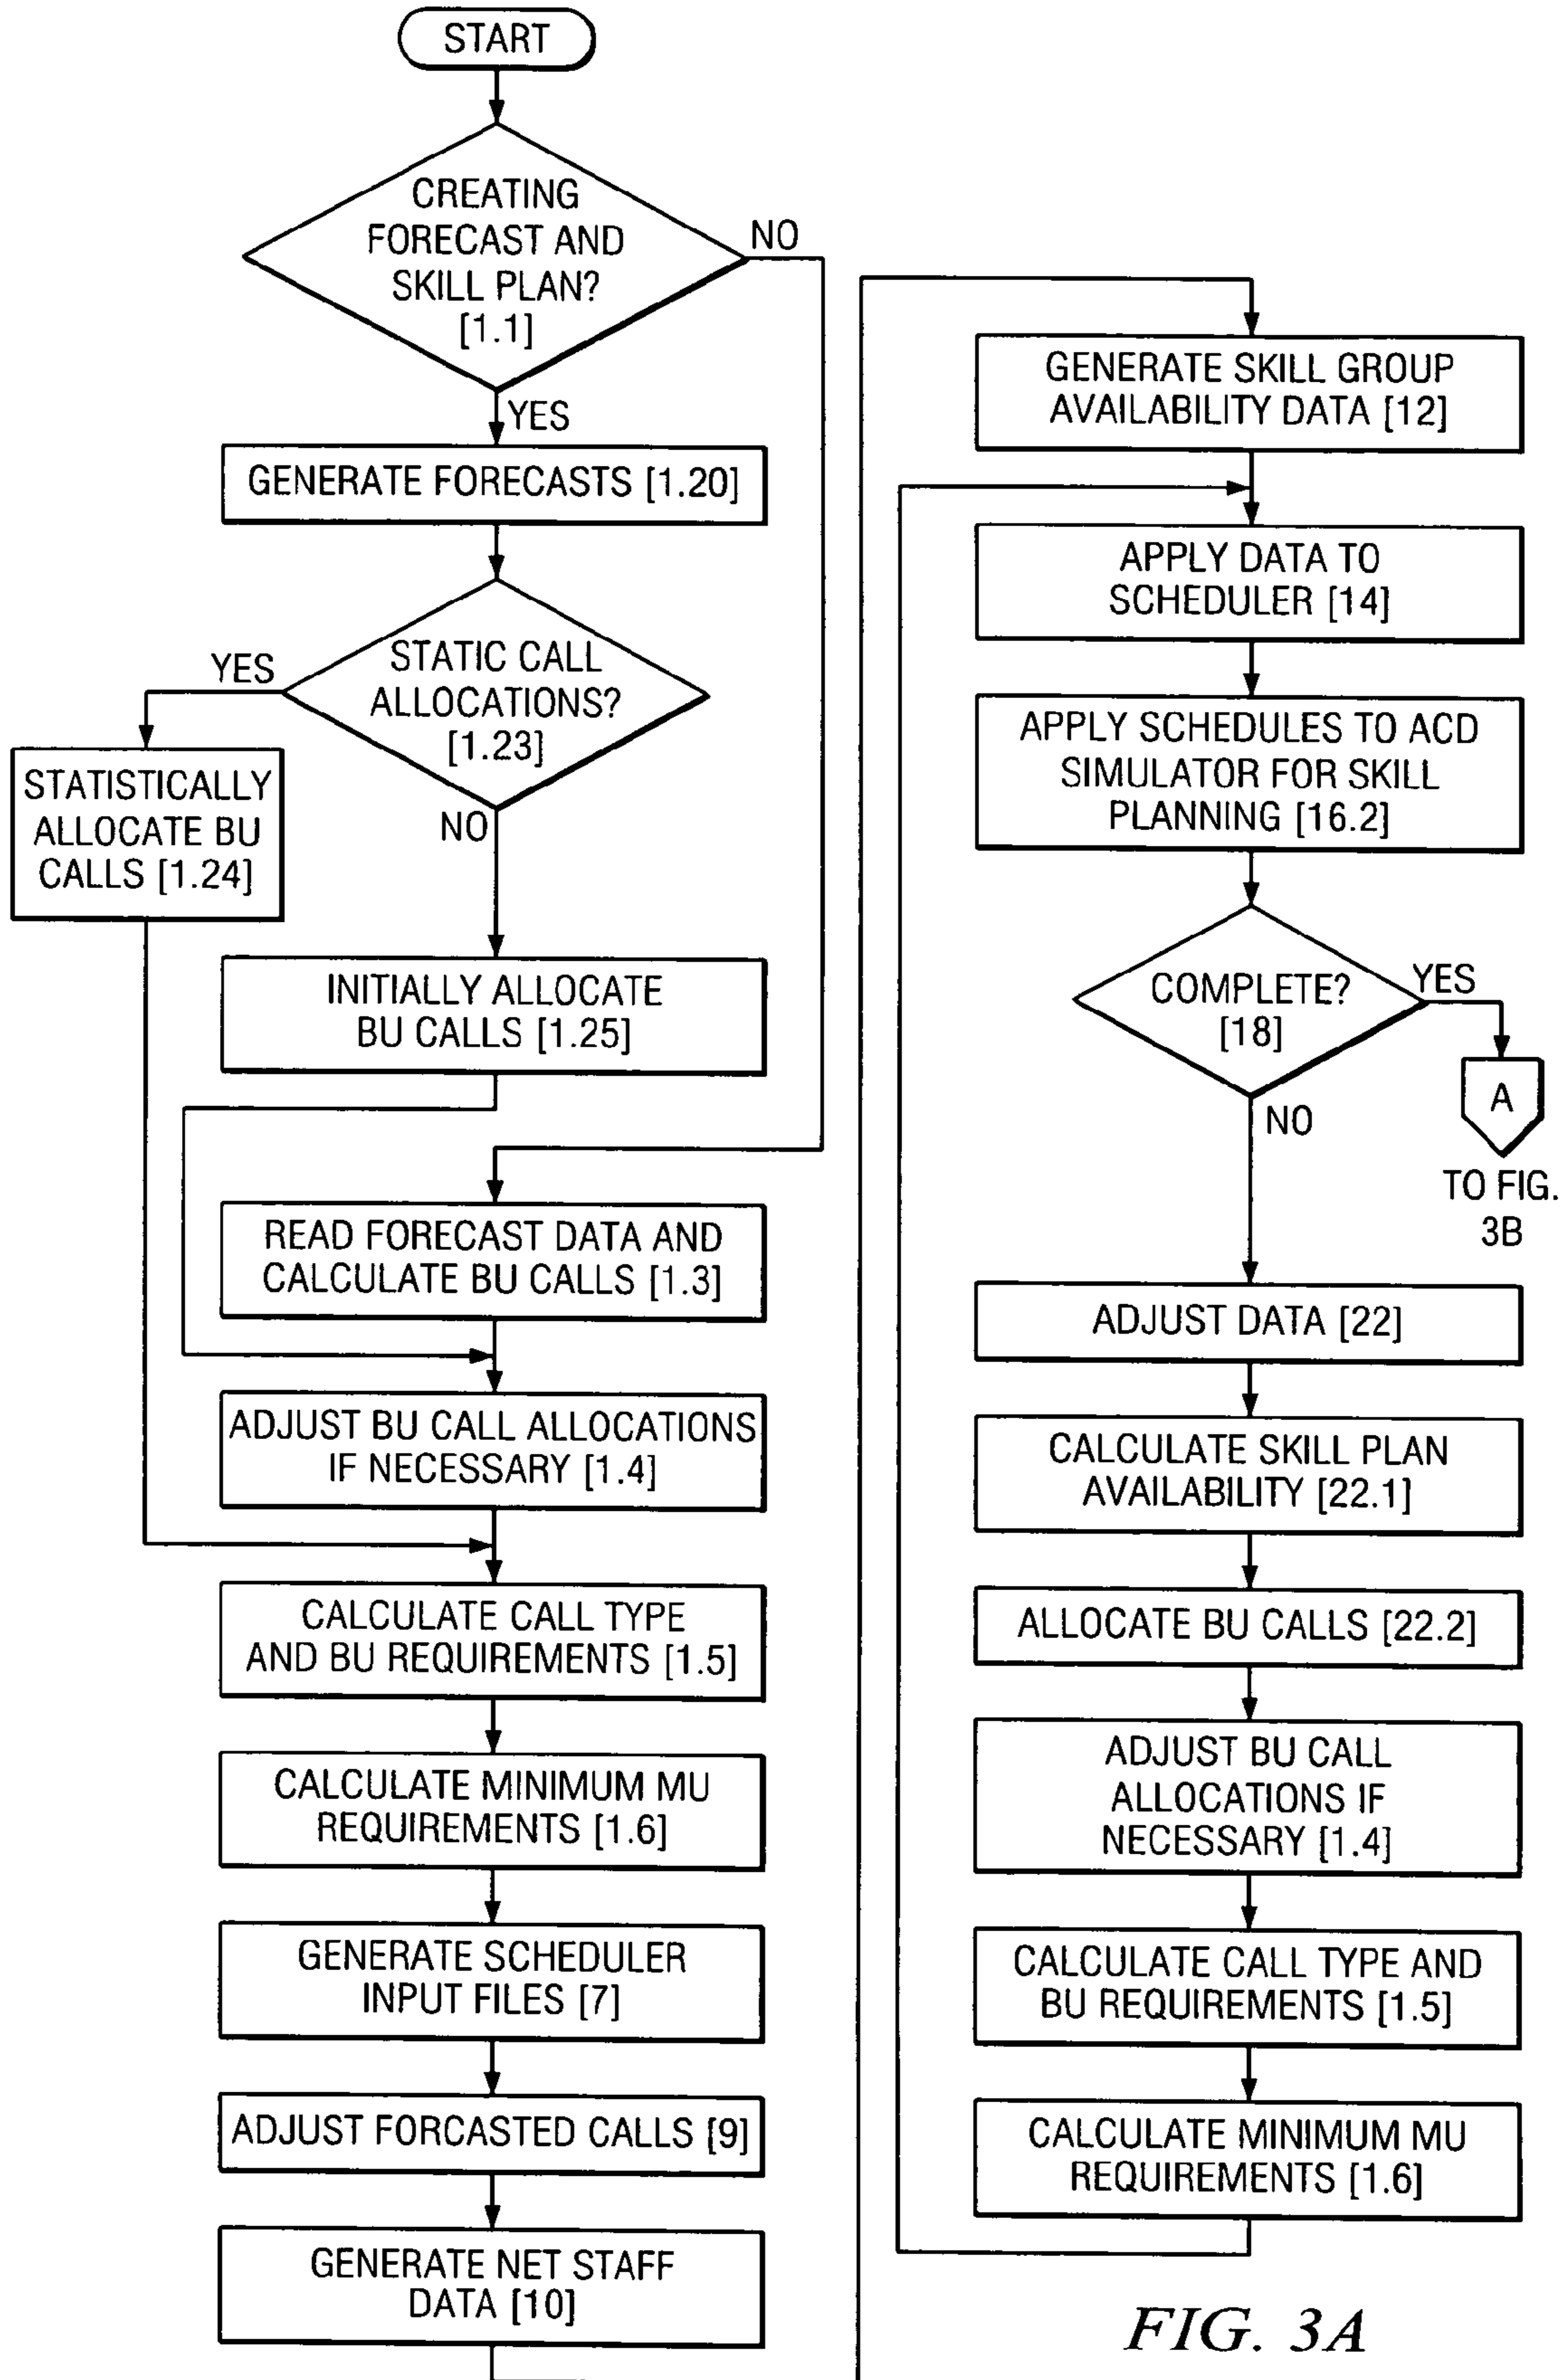 START
CREATING
FORECAST AND
SKILL PLAN?
[1.1]
NO
YES
GENERATE FORECASTS [1.20]
STATIC CALL
ALLOCATIONS?
[1.23]
YES
NO
STATISTICALLY
ALLOCATE BU
CALLS [1.24]
INITIALLY ALLOCATE
BU CALLS [1.25]
READ FORECAST DATA AND
CALCULATE BU CALLS [1.3]
ADJUST BU CALL ALLOCATIONS
IF NECESSARY [1.4]
CALCULATE CALL TYPE
AND BU REQUIREMENTS [1.5]
CALCULATE MINIMUM MU
REQUIREMENTS [1.6]
GENERATE SCHEDULER
INPUT FILES [7]
ADJUST FORCASTED CALLS [9]
GENERATE NET STAFF
DATA [10]
GENERATE SKILL GROUP
AVAILABILITY DATA [12]
APPLY DATA TO
SCHEDULER [14]
APPLY SCHEDULES TO ACD
SIMULATOR FOR SKILL
PLANNING [16.2]
COMPLETE?
[18]
YES
A
TO FIG.
3B
NO
ADJUST DATA [22]
CALCULATE SKILL PLAN
AVAILABILITY [22.1]
ALLOCATE BU CALLS [22.2]
ADJUST BU CALL
ALLOCATIONS IF
NECESSARY [1.4]
CALCULATE CALL TYPE AND
BU REQUIREMENTS [1.5]
CALCULATE MINIMUM MU
REQUIREMENTS [1.6]
FIG. 3A